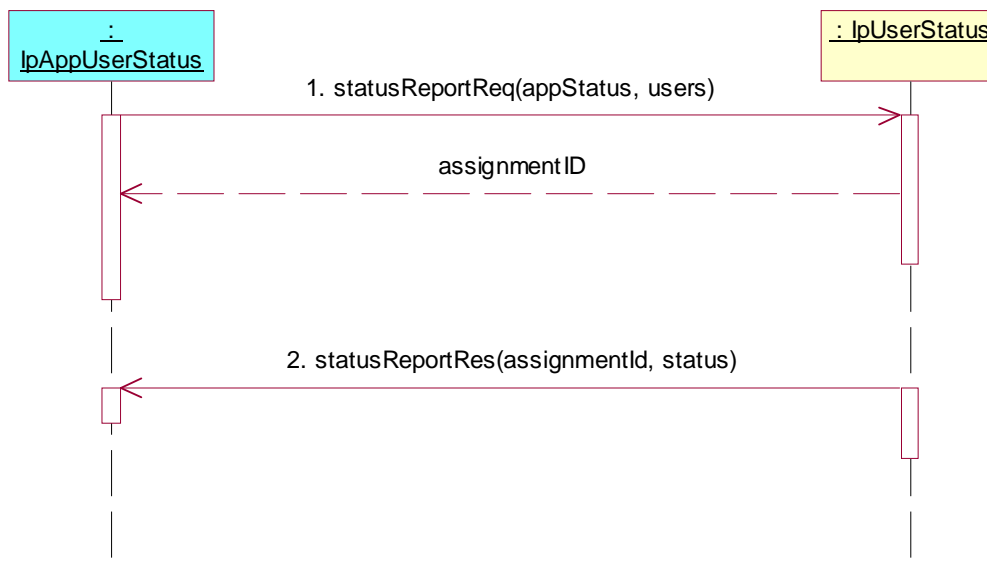 :
IpAppUserStatus
: IpUserStatus
1. statusReportReq(appStatus, users)
assignmentID
2. statusReportRes(assignmentId, status)